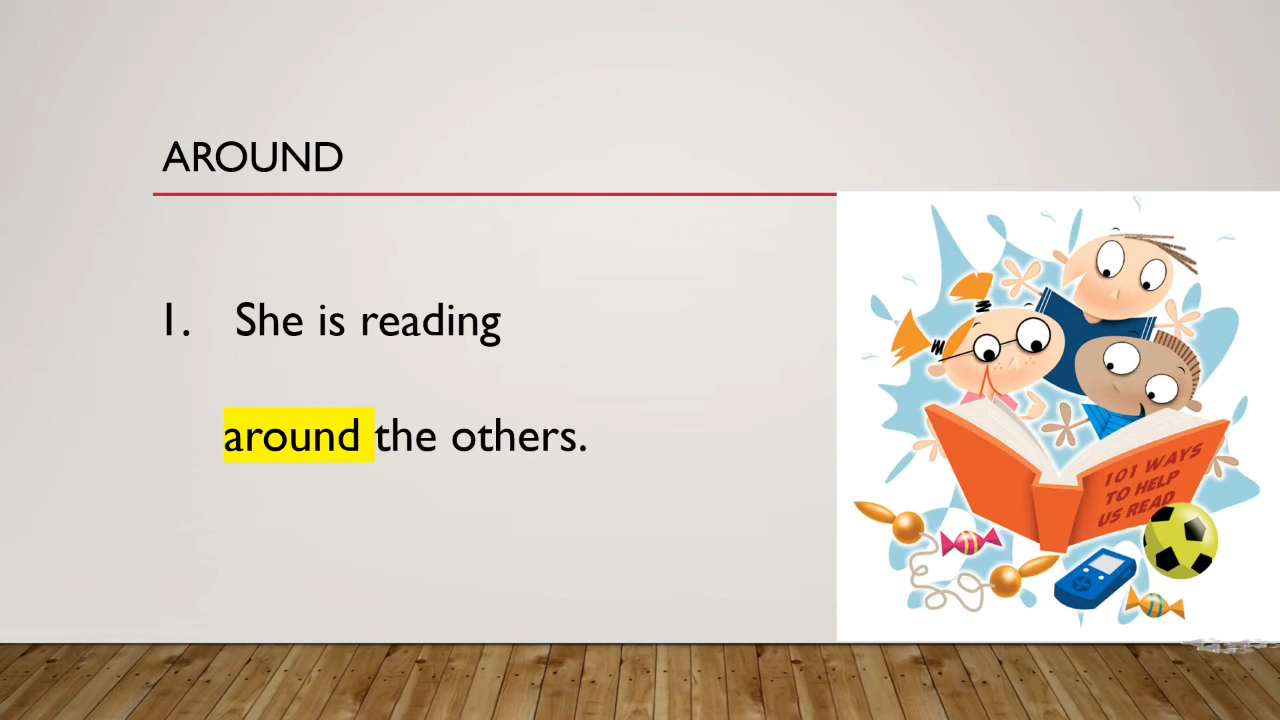 AROUND
1. She is reading
around the others.
101 WAYS
TO HELP
US READ